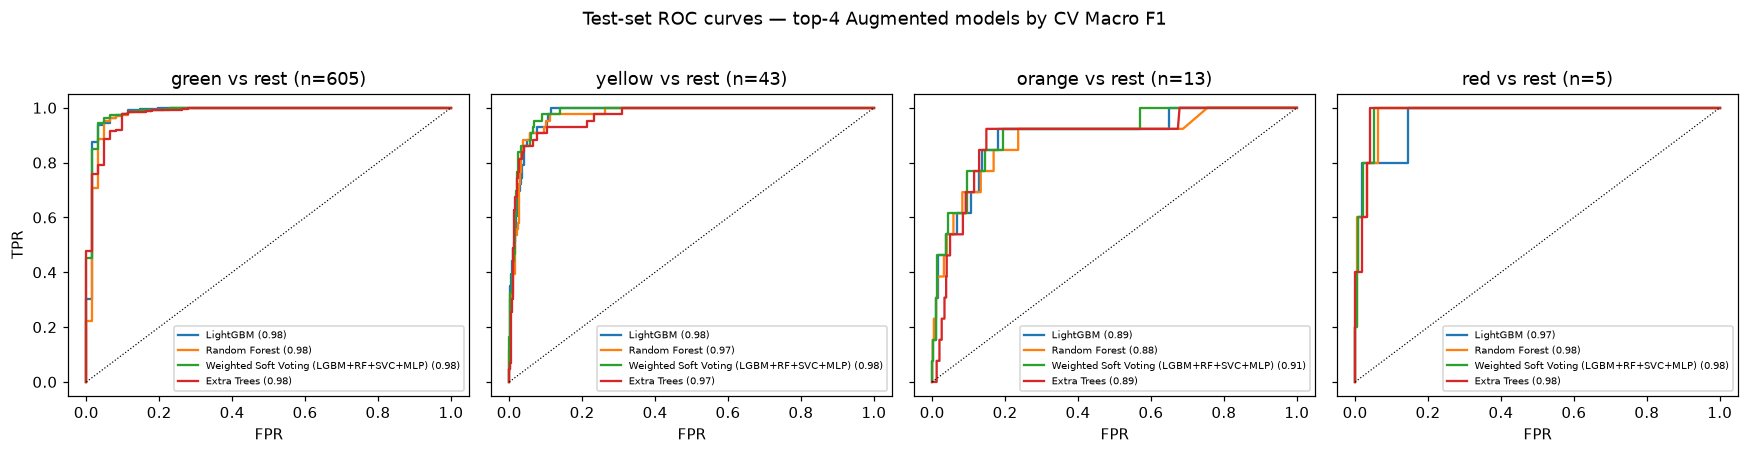 Test-set ROC curves — top-4 Augmented models by CV Macro F1
green vs rest (n=605)
TPR
1.0
0.8
0.6
0.4
0.2
0.0
LightGBM (0.98)
Random Forest (0.98)
Weighted Soft Voting (LGBM+RF+SVC+MLP) (0.98)
Extra Trees (0.98)
0.0 0.2 0.4 0.6 0.8 1.0
FPR
yellow vs rest (n=43)
LightGBM (0.98)
Random Forest (0.97)
Weighted Soft Voting (LGBM+RF+SVC+MLP) (0.98)
Extra Trees (0.97)
0.0 0.2 0.4 0.6 0.8 1.0
FPR
orange vs rest (n=13)
LightGBM (0.89)
Random Forest (0.88)
Weighted Soft Voting (LGBM+RF+SVC+MLP) (0.91)
Extra Trees (0.89)
0.0 0.2 0.4 0.6 0.8 1.0
FPR
red vs rest (n=5)
LightGBM (0.97)
Random Forest (0.98)
Weighted Soft Voting (LGBM+RF+SVC+MLP) (0.98)
Extra Trees (0.98)
0.0 0.2 0.4 0.6 0.8 1.0
FPR